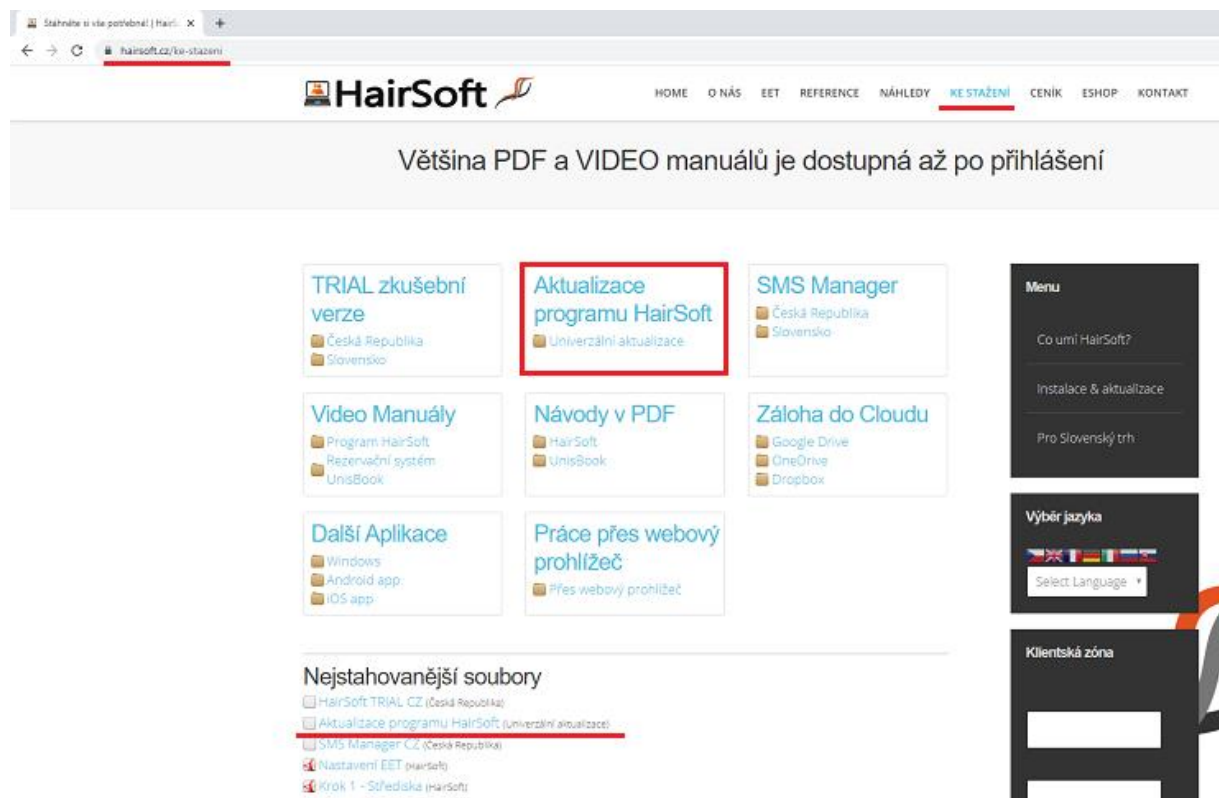 Stáhněte si vše potřebné! | HairS
hairsoft.cz/ke-stazeni
HairSoft
HOME O NÁS EET REFERENCE NÁHLEDY KE STAŽENÍ CENÍK ESHOP KONTAKT
Většina PDF a VIDEO manuálů je dostupná až po přihlášení
TRIAL zkušební
verze
Česká Republika
Slovensko
Aktualizace
programu HairSoft
Univerzální aktualizace
SMS Manager
Česká Republika
Slovensko
Video Manuály
Program HairSoft
Rezervační systém
UnisBook
Návody v PDF
HairSoft
UnisBook
Záloha do Cloudu
Google Drive
OneDrive
Dropbox
Další Aplikace
Windows
Android app
iOS app
Práce přes webový
prohlížeč
Přes webový prohlížeč
Nejstahovanější soubory
HairSoft TRIAL CZ (Česká Republika)
Aktualizace programu HairSoft (Univerzální aktualizace)
SMS Manager CZ (Česká Republika)
Nastavení EET (HairSoft)
Krok 1 - Střediska (HairSoft)
Menu
Co umí HairSoft?
Instalace & aktualizace
Pro Slovenský trh
Výběr jazyka
Select Language
Klientská zóna